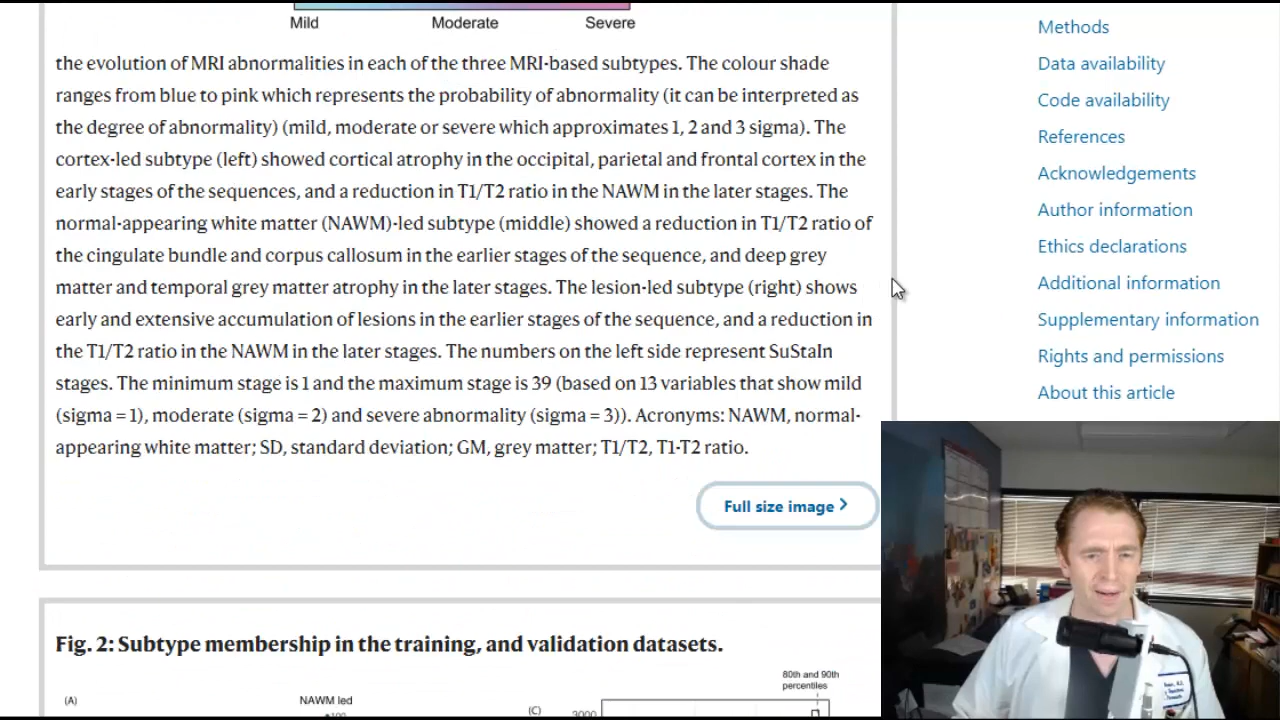 Mild Moderate Severe
the evolution of MRI abnormalities in each of the three MRI-based subtypes. The colour shade
ranges from blue to pink which represents the probability of abnormality (it can be interpreted as
the degree of abnormality) (mild, moderate or severe which approximates 1, 2 and 3 sigma). The
cortex-led subtype (left) showed cortical atrophy in the occipital, parietal and frontal cortex in the
early stages of the sequences, and a reduction in T1/T2 ratio in the NAWM in the later stages. The
normal-appearing white matter (NAWM)-led subtype (middle) showed a reduction in T1/T2 ratio of
the cingulate bundle and corpus callosum in the earlier stages of the sequence, and deep grey
matter and temporal grey matter atrophy in the later stages. The lesion-led subtype (right) shows
early and extensive accumulation of lesions in the earlier stages of the sequence, and a reduction in
the T1/T2 ratio in the NAWM in the later stages. The numbers on the left side represent SuStaIn
stages. The minimum stage is 1 and the maximum stage is 39 (based on 13 variables that show mild
(sigma = 1), moderate (sigma = 2) and severe abnormality (sigma = 3)). Acronyms: NAWM, normal-
appearing white matter; SD, standard deviation; GM, grey matter; T1/T2, T1-T2 ratio.
Full size image
Fig. 2: Subtype membership in the training, and validation datasets.
80th and 90th
percentiles
(A)
NAWM led
(C)
3000
Methods
Data availability
Code availability
References
Acknowledgements
Author information
Ethics declarations
Additional information
Supplementary information
Rights and permissions
About this article